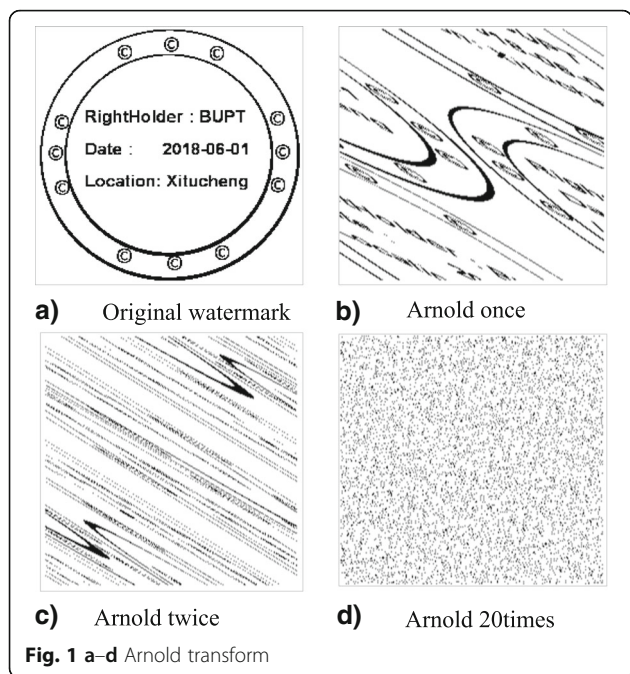 © © ©
© ©
RightHolder : BUPT
Date : 2018-06-01
© ©
Location: Xitucheng
© ©
© © ©
a) Original watermark
b) Arnold once
c) Arnold twice
d) Arnold 20times
Fig. 1 a–d Arnold transform